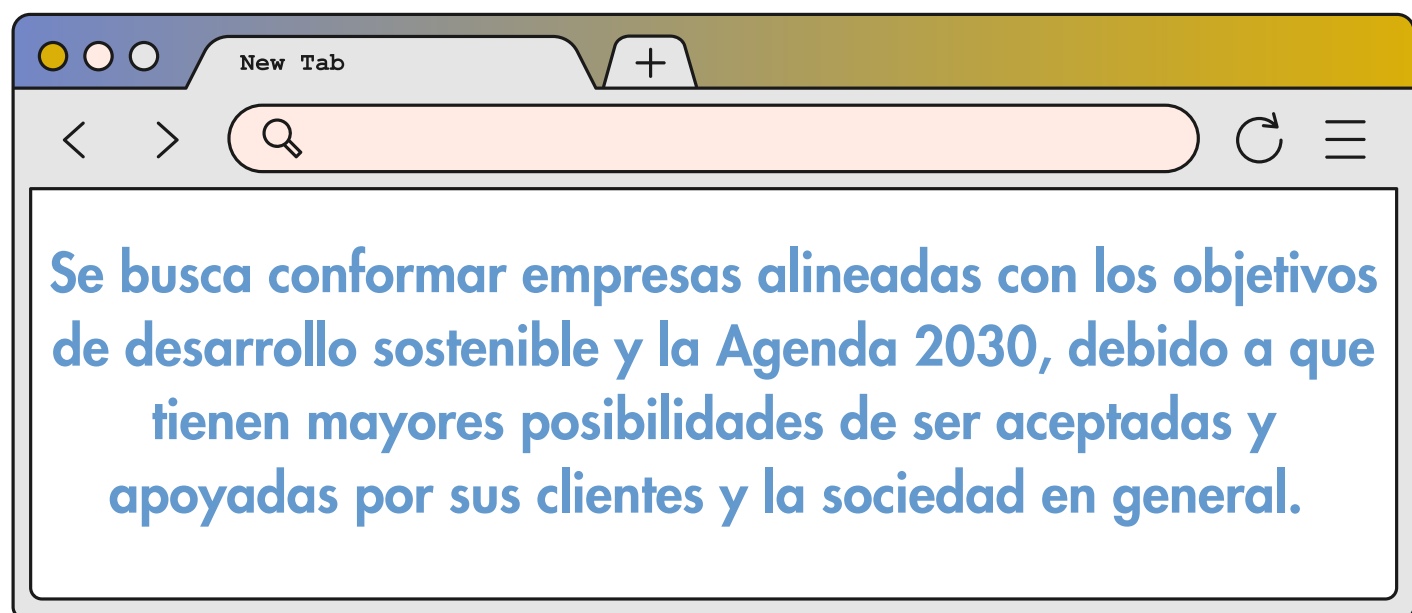 New Tab
Se busca conformar empresas alineadas con los objetivos
de desarrollo sostenible y la Agenda 2030, debido a que
tienen mayores posibilidades de ser aceptadas y
apoyadas por sus clientes y la sociedad en general.